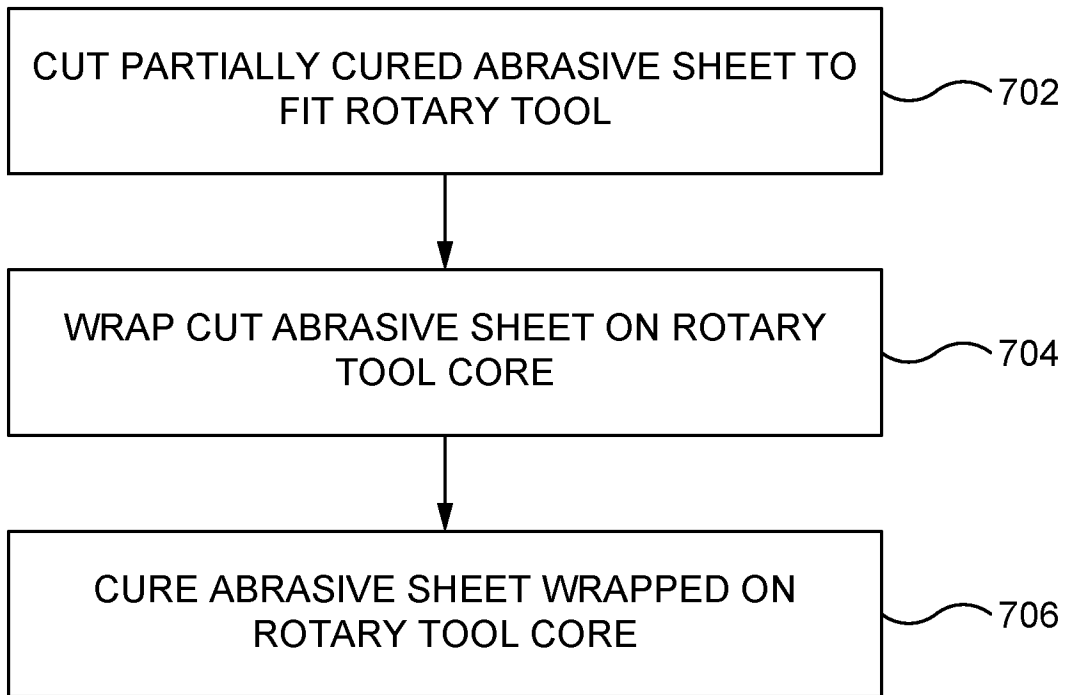 CUT PARTIALLY CURED ABRASIVE SHEET TO
FIT ROTARY TOOL
702
WRAP CUT ABRASIVE SHEET ON ROTARY
TOOL CORE
704
CURE ABRASIVE SHEET WRAPPED ON
ROTARY TOOL CORE
706